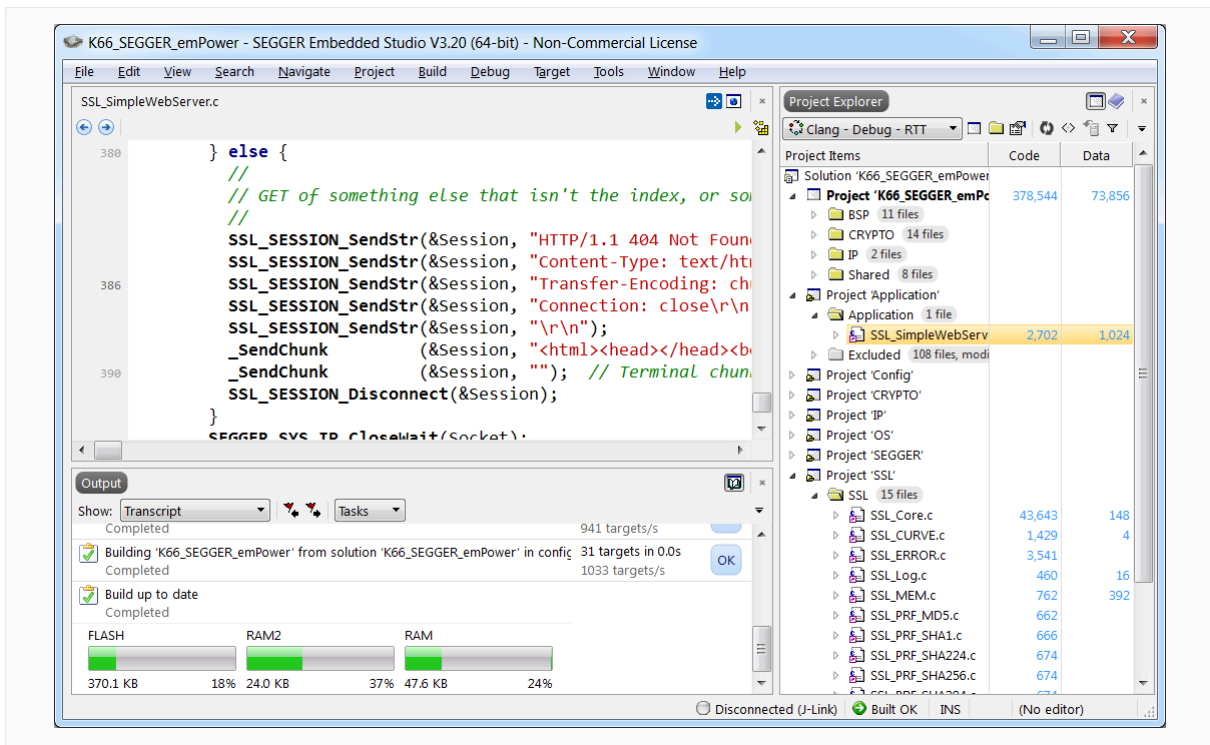 K66_SEGGER_emPower - SEGGER Embedded Studio V3.20 (64-bit) - Non-Commercial License
File Edit View Search Navigate Project Build Debug Target Tools Window Help
SSL_SimpleWebServer.c
380 } else {
//
// GET of something else that isn't the index, or so
//
SSL_SESSION_SendStr(&Session, "HTTP/1.1 404 Not Foun
SSL_SESSION_SendStr(&Session, "Content-Type: text/ht
386 SSL_SESSION_SendStr(&Session, "Transfer-Encoding: ch
SSL_SESSION_SendStr(&Session, "Connection: close\r\n
SSL_SESSION_SendStr(&Session, "\r\n");
_SendChunk (&Session, "<html><head></head><b
390 _SendChunk (&Session, ""); // Terminal chun
SSL_SESSION_Disconnect(&Session);
}
SEGGER_SYS_IP_CloseWait(Socket);
Output
Show: Transcript Tasks
Completed 941 targets/s
Building 'K66_SEGGER_emPower' from solution 'K66_SEGGER_emPower' in config 31 targets in 0.0s OK
Completed 1033 targets/s
Build up to date
Completed
FLASH RAM2 RAM
370.1 KB 18% 24.0 KB 37% 47.6 KB 24%
Project Explorer
Clang - Debug - RTT
Project Items Code Data
Solution 'K66_SEGGER_emPower
Project 'K66_SEGGER_emPo 378,544 73,856
BSP 11 files
CRYPTO 14 files
IP 2 files
Shared 8 files
Project 'Application'
Application 1 file
SSL_SimpleWebServ 2,702 1,024
Excluded 108 files, modi
Project 'Config'
Project 'CRYPTO'
Project 'IP'
Project 'OS'
Project 'SEGGER'
Project 'SSL'
SSL 15 files
SSL_Core.c 43,643 148
SSL_CURVE.c 1,429 4
SSL_ERROR.c 3,541
SSL_Log.c 460 16
SSL_MEM.c 762 392
SSL_PRF_MD5.c 662
SSL_PRF_SHA1.c 666
SSL_PRF_SHA224.c 674
SSL_PRF_SHA256.c 674
SSL_PRF_SHA384.c 674
Disconnected (J-Link) Built OK INS (No editor)